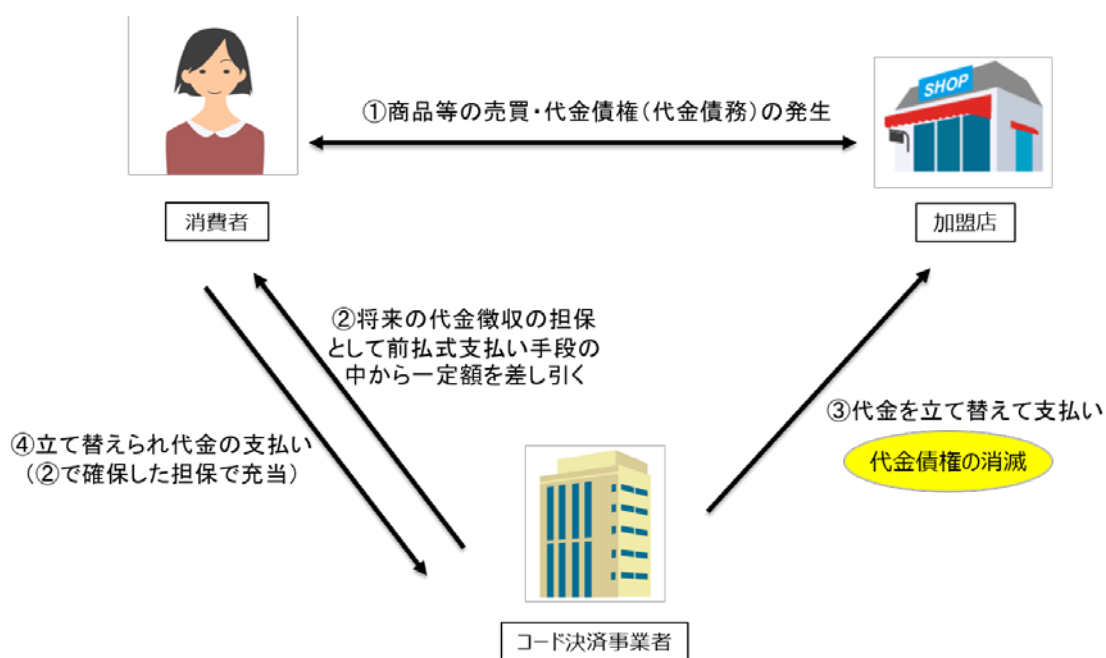 SHOP
①商品等の売買・代金債権(代金債務)の発生
消費者
加盟店
②将来の代金徴収の担保
として前払式支払い手段の
中から一定額を差し引く
③代金を立て替えて支払い
代金債権の消滅
④立て替えられ代金の支払い
(②で確保した担保で充当)
コード決済事業者